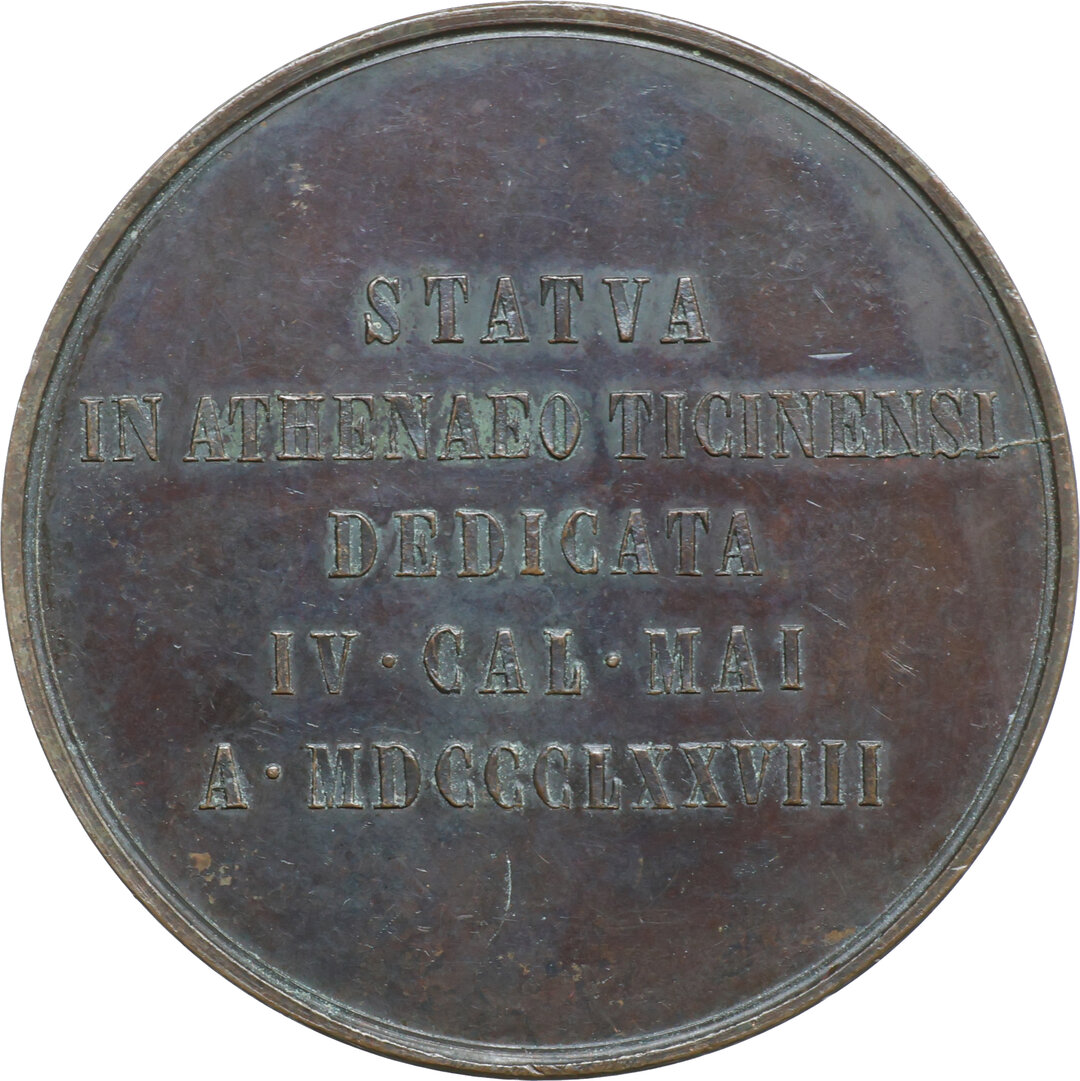 STATVA
IN ATHENAEO TICINENSI
DEDICATA
IV · CAL · MAI
A · MDCCCLXXVIII